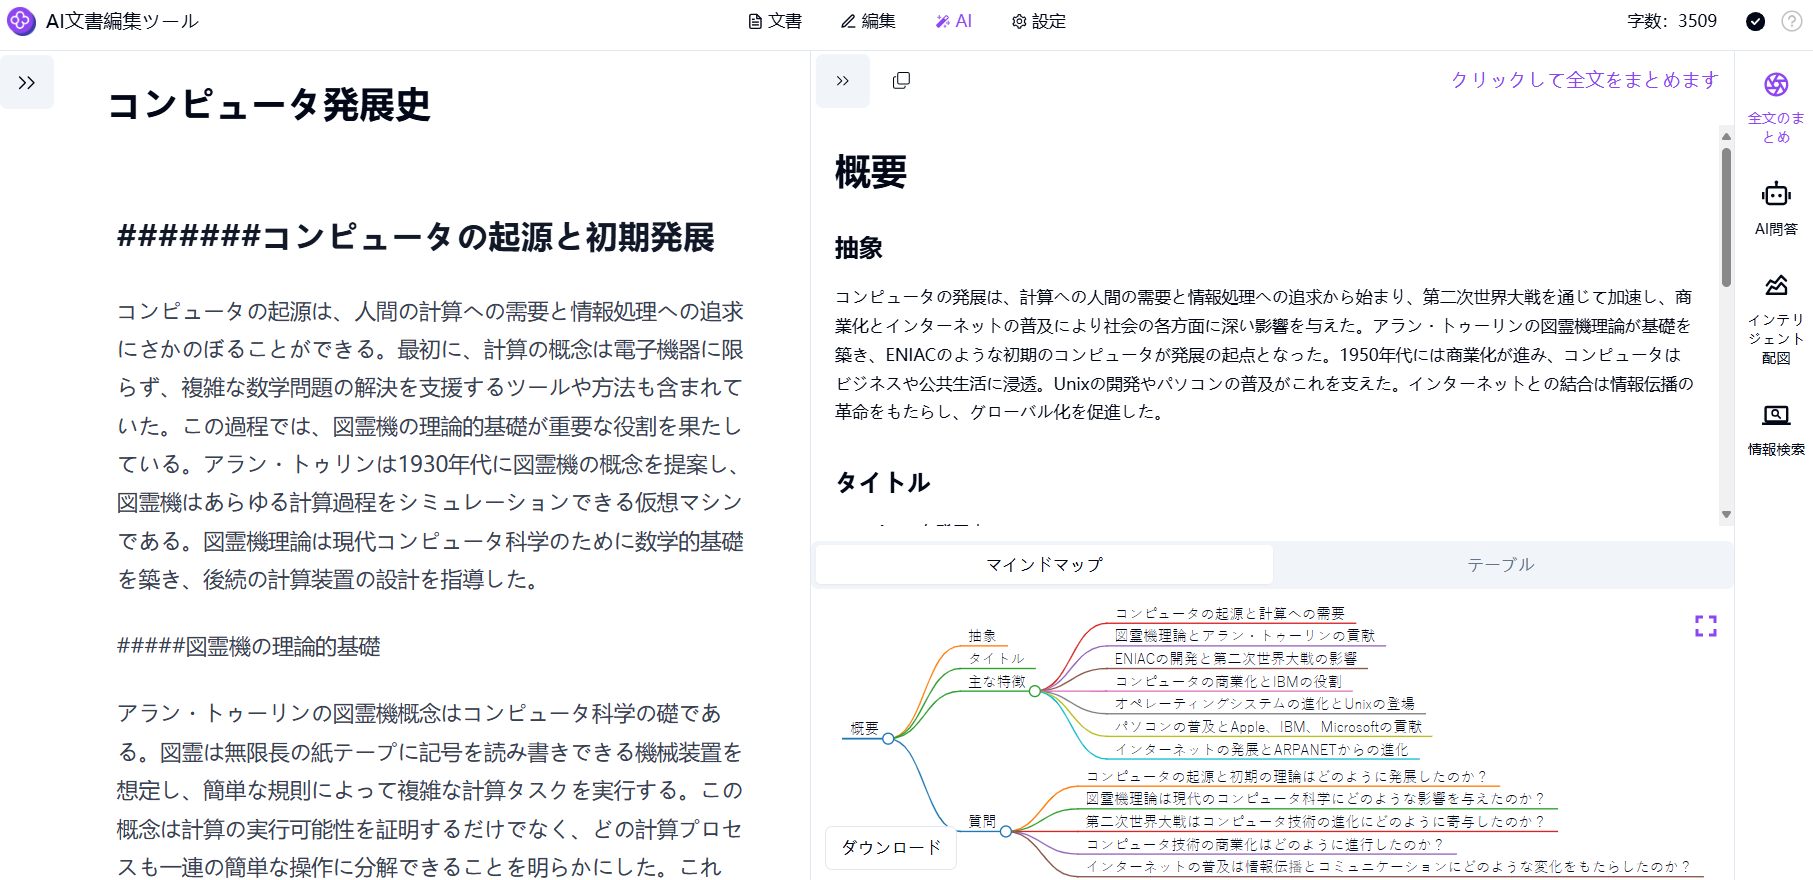 AI文書編集ツール
文書
編集
AI
設定
字数：3509
コンピュータ発展史
#######コンピュータの起源と初期発展
コンピュータの起源は、人間の計算への需要と情報処理への追求
にさかのぼることができる。最初に、計算の概念は電子機器に限
らず、複雑な数学問題の解決を支援するツールや方法も含まれて
いた。この過程では、図霊機の理論的基礎が重要な役割を果たし
ている。アラン・トゥリンは1930年代に図霊機の概念を提案し、
図霊機はあらゆる計算過程をシミュレーションできる仮想マシン
である。図霊機理論は現代コンピュータ科学のために数学的基礎
を築き、後続の計算装置の設計を指導した。
#####図霊機の理論的基礎
アラン・トゥーリンの図霊機概念はコンピュータ科学の礎であ
る。図霊は無限長の紙テープに記号を読み書きできる機械装置を
想定し、簡単な規則によって複雑な計算タスクを実行する。この
概念は計算の実行可能性を証明するだけでなく、どの計算プロセ
スも一連の簡単な操作に分解できることを明らかにした。これ
クリックして全文をまとめます
概要
抽象
コンピュータの発展は、計算への人間の需要と情報処理への追求から始まり、第二次世界大戦を通じて加速し、商
業化とインターネットの普及により社会の各方面に深い影響を与えた。アラン・トゥーリンの図霊機理論が基礎を
築き、ENIACのような初期のコンピュータが発展の起点となった。1950年代には商業化が進み、コンピュータは
ビジネスや公共生活に浸透。Unixの開発やパソコンの普及がこれを支えた。インターネットとの結合は情報伝播の
革命をもたらし、グローバル化を促進した。
タイトル
マインドマップ
テーブル
概要
抽象
タイトル
主な特徴
コンピュータの起源と計算への需要
図霊機理論とアラン・トゥーリンの貢献
ENIACの開発と第二次世界大戦の影響
コンピュータの商業化とIBMの役割
オペレーティングシステムの進化とUnixの登場
パソコンの普及とApple、IBM、Microsoftの貢献
インターネットの発展とARPANETからの進化
質問
コンピュータの起源と初期の理論はどのように発展したのか？
図霊機理論は現代のコンピュータ科学にどのような影響を与えたのか？
第二次世界大戦はコンピュータ技術の進化にどのように寄与したのか？
コンピュータ技術の商業化はどのように進行したのか？
インターネットの普及は情報伝播とコミュニケーションにどのような変化をもたらしたのか？
ダウンロード
全文のま
とめ
AI問答
インテリ
ジェント
配図
情報検索